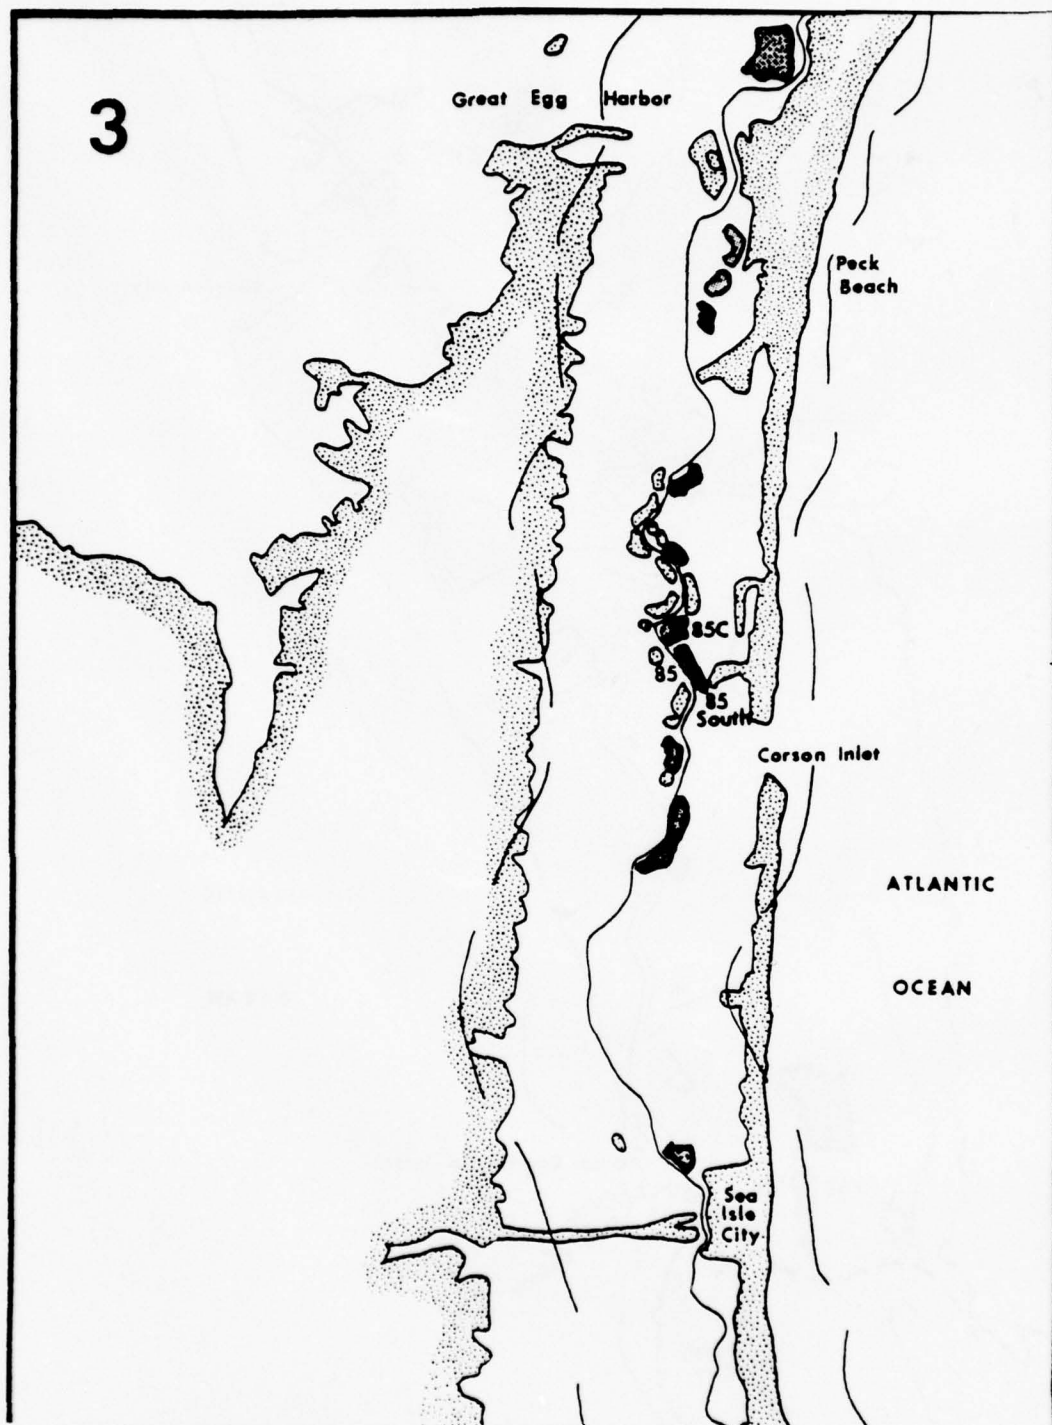 3
Great Egg Harbor
Peck
Beach
85C
85
85
South
Corson Inlet
ATLANTIC
OCEAN
Sea
Isle
City